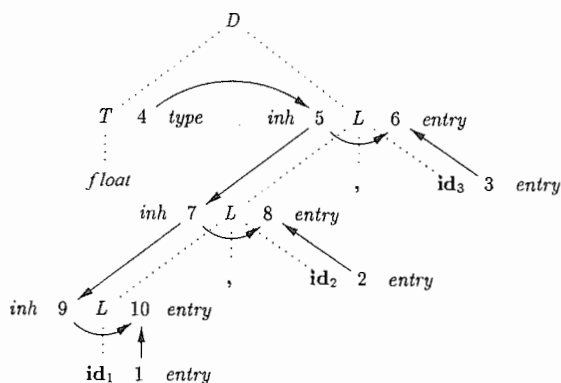 D
T 4 type inh 5 L 6 entry
float , id₃ 3 entry
inh 7 L 8 entry
, id₂ 2 entry
inh 9 L 10 entry
id₁ 1 entry